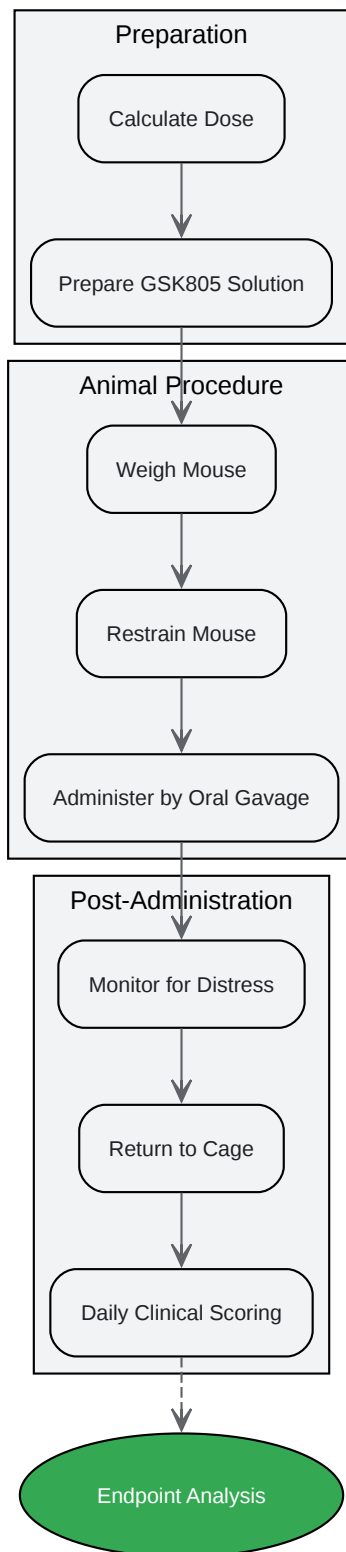 Preparation
Calculate Dose
Prepare GSK805 Solution
Animal Procedure
Weigh Mouse
Restrain Mouse
Administer by Oral Gavage
Post-Administration
Monitor for Distress
Return to Cage
Daily Clinical Scoring
Endpoint Analysis